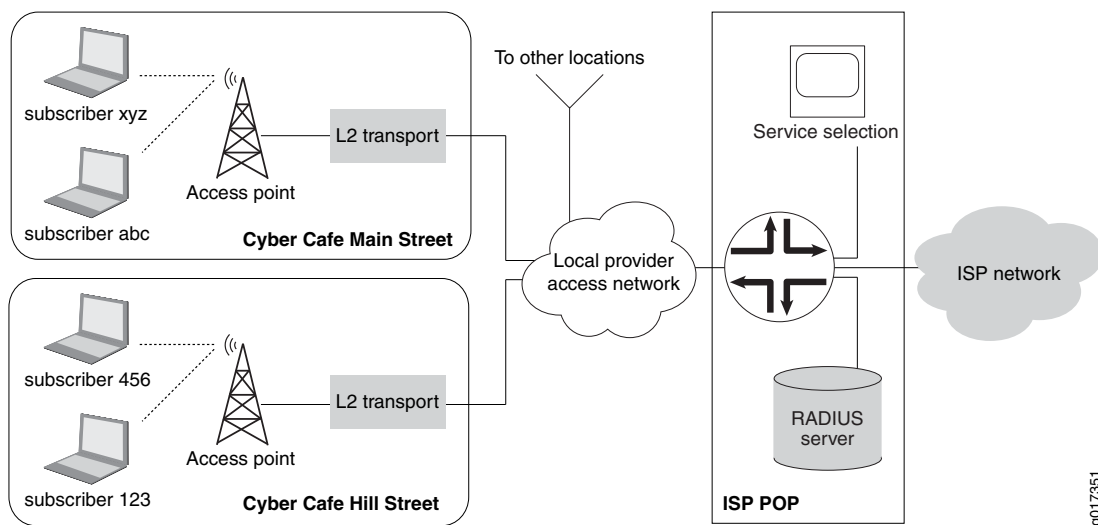 subscriber xyz
subscriber abc
Access point
L2 transport
Cyber Cafe Main Street
subscriber 456
subscriber 123
Access point
L2 transport
Cyber Cafe Hill Street
To other locations
Local provider
access network
Service selection
RADIUS
server
ISP POP
ISP network
g017351